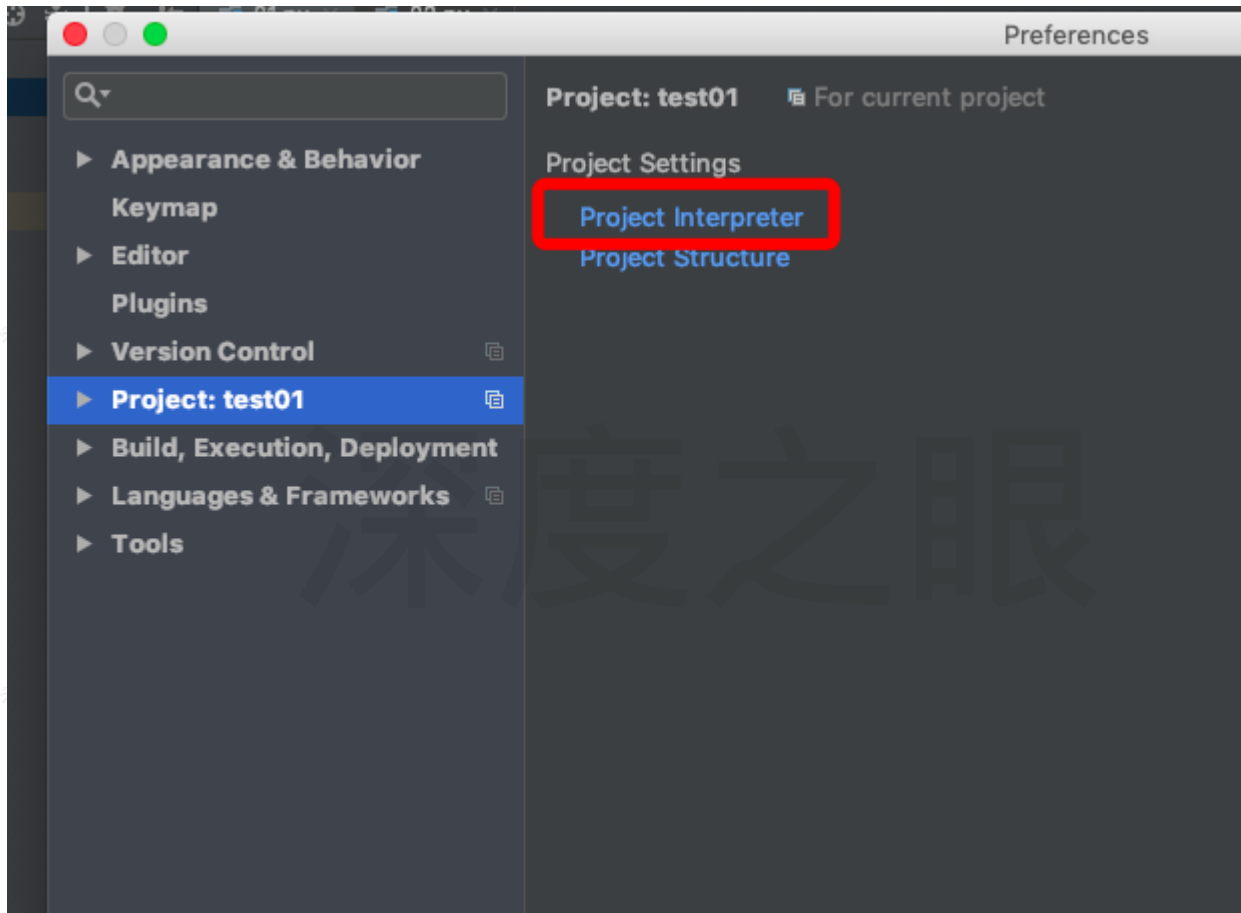 Preferences
Project: test01 For current project
Appearance & Behavior
Project Settings
Keymap
Project Interpreter
Editor
Project Structure
Plugins
Version Control
Project: test01
Build, Execution, Deployment
Languages & Frameworks
Tools
深度之眼